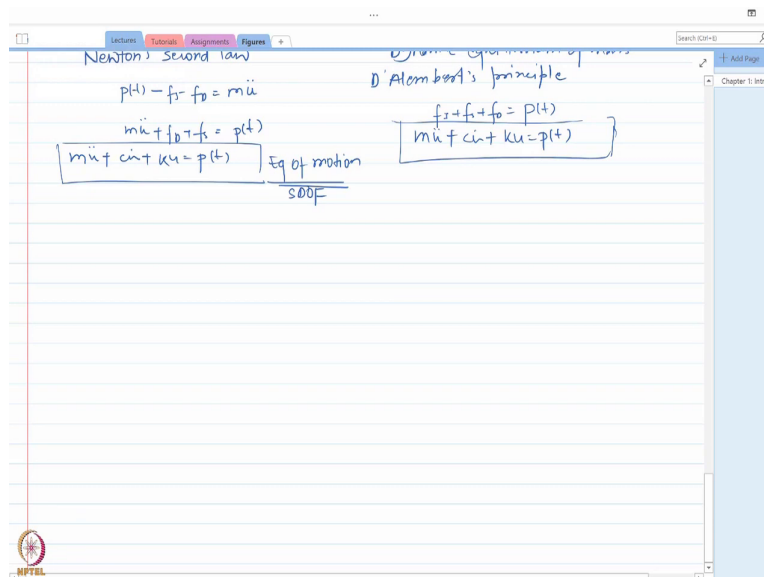 ...
Search (Ctrl+E)
Lectures Tutorials Assignments Figures +
+ Add Page
Chapter 1: Intr
Newton's second law
p(t) - fs - fD = mü
mü + fD + fs = p(t)
mü + cu̇ + ku = p(t)
Eq of motion
SDOF
D'Alembert's principle
fI + fs + fD = p(t)
mü + cu̇ + ku = p(t)
NPTEL